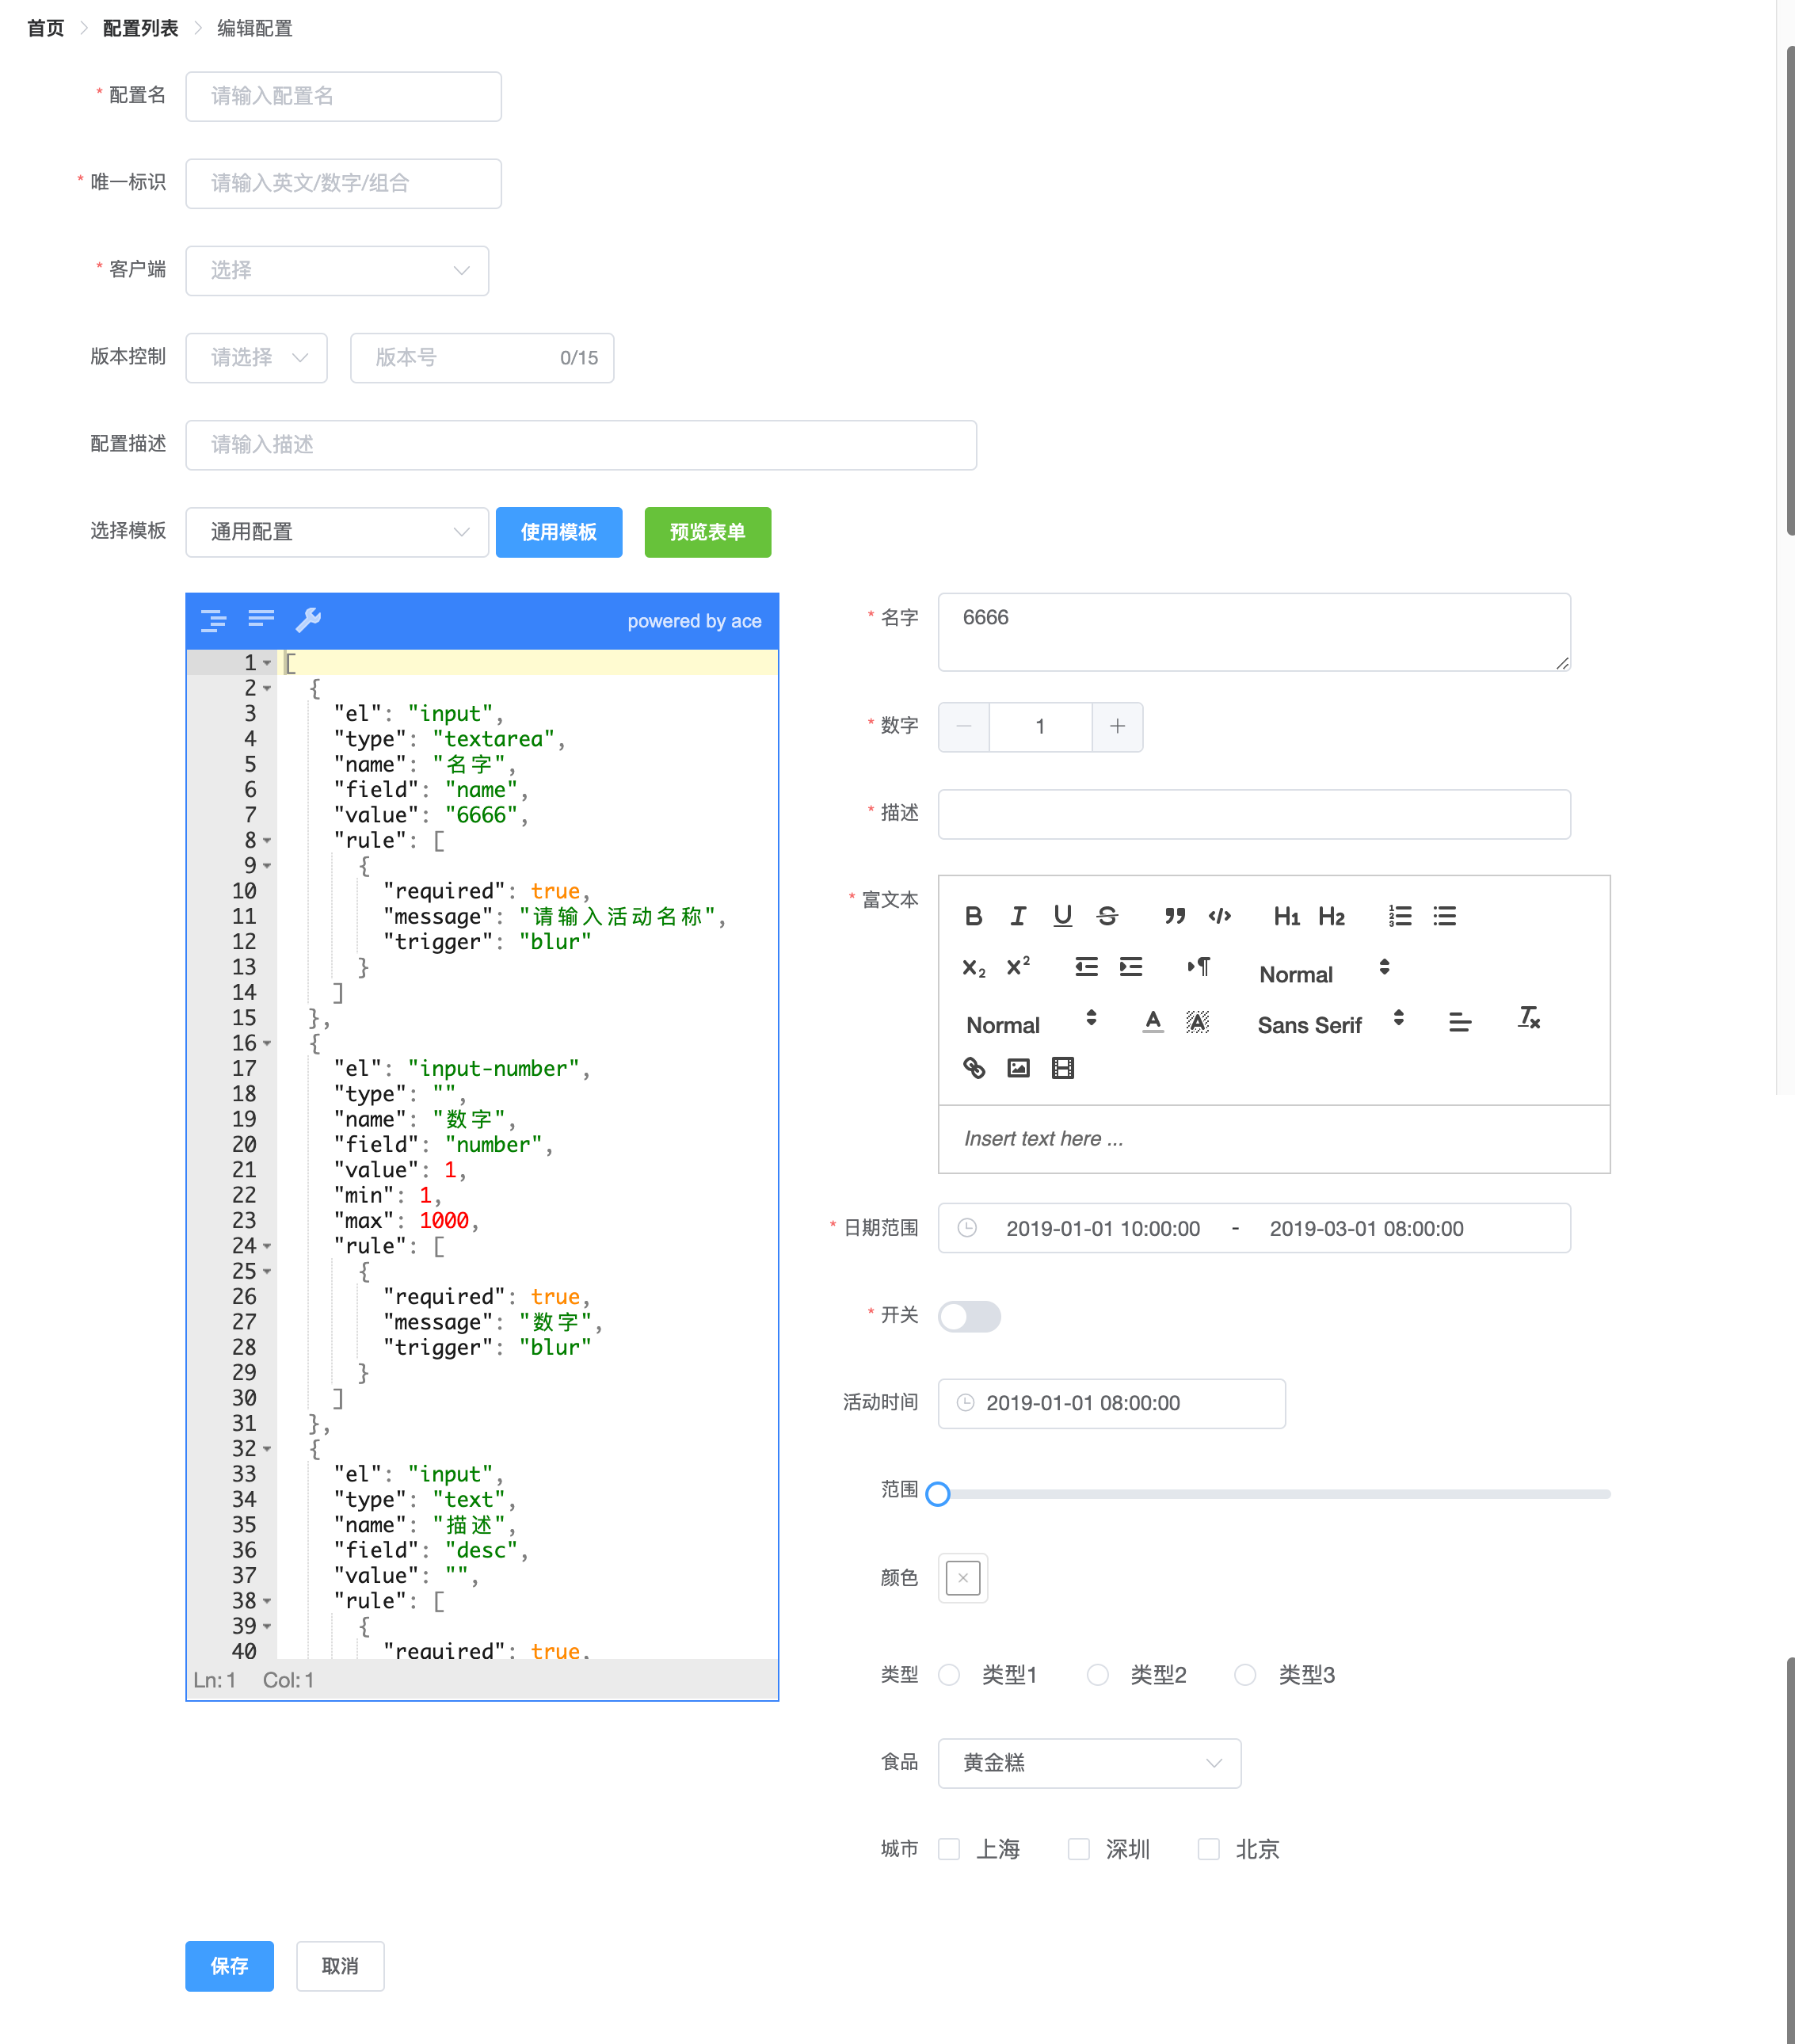 首页 > 配置列表 > 编辑配置
* 配置名 请输入配置名
* 唯一标识 请输入英文/数字/组合
* 客户端 选择
版本控制 请选择 版本号 0/15
配置描述 请输入描述
选择模板 通用配置 使用模板 预览表单
powered by ace
1 [
2 {
3 "el": "input",
4 "type": "textarea",
5 "name": "名字",
6 "field": "name",
7 "value": "6666",
8 "rule": [
9 {
10 "required": true,
11 "message": "请输入活动名称",
12 "trigger": "blur"
13 }
14 ]
15 },
16 {
17 "el": "input-number",
18 "type": "",
19 "name": "数字",
20 "field": "number",
21 "value": 1,
22 "min": 1,
23 "max": 1000,
24 "rule": [
25 {
26 "required": true,
27 "message": "数字",
28 "trigger": "blur"
29 }
30 ]
31 },
32 {
33 "el": "input",
34 "type": "text",
35 "name": "描述",
36 "field": "desc",
37 "value": "",
38 "rule": [
39 {
40 "required": true,
Ln: 1 Col: 1
* 名字 6666
* 数字 1
* 描述
* 富文本
B I U S H1 H2
X2 X2 Normal
Normal A A Sans Serif Tx
Insert text here ...
* 日期范围 2019-01-01 10:00:00 - 2019-03-01 08:00:00
* 开关
活动时间 2019-01-01 08:00:00
范围
颜色
类型 类型1 类型2 类型3
食品 黄金糕
城市 上海 深圳 北京
保存 取消